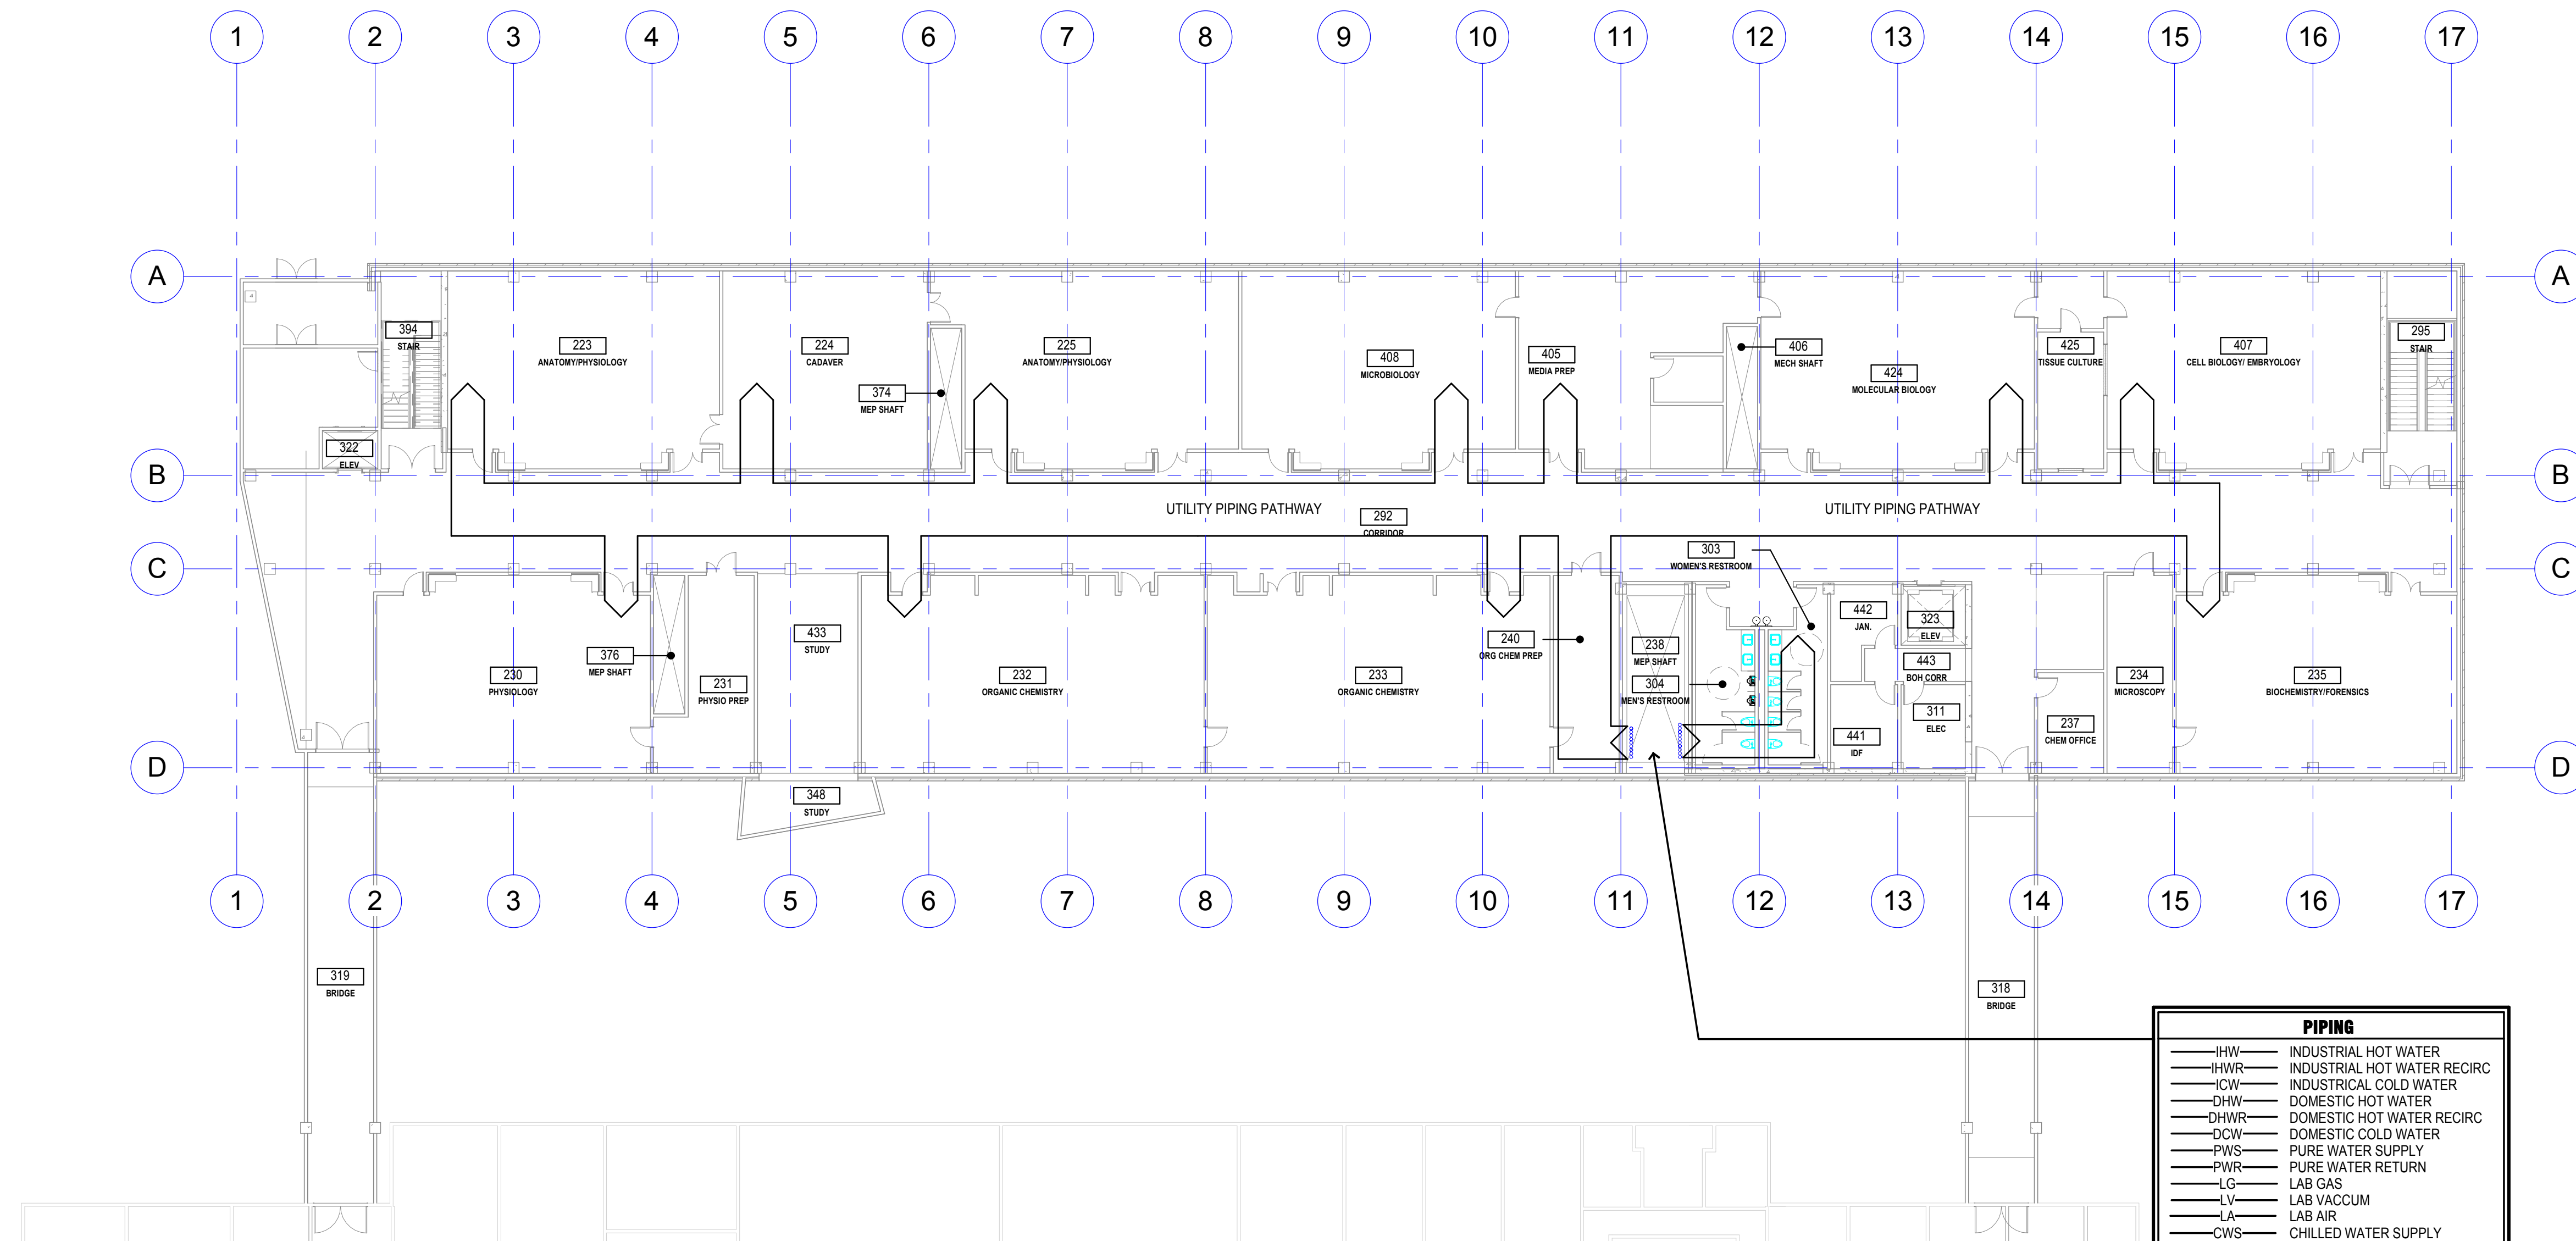 1 2 3 4 5 6 7 8 9 10 11 12 13 14 15 16 17
A A
394
STAIR
223
ANATOMY/PHYSIOLOGY
224
CADAVER
374
MEP SHAFT
225
ANATOMY/PHYSIOLOGY
408
MICROBIOLOGY
405
MEDIA PREP
406
MECH SHAFT
424
MOLECULAR BIOLOGY
425
TISSUE CULTURE
407
CELL BIOLOGY/ EMBRYOLOGY
295
STAIR
322
ELEV
B B
UTILITY PIPING PATHWAY
292
CORRIDOR
UTILITY PIPING PATHWAY
C C
303
WOMEN'S RESTROOM
230
PHYSIOLOGY
376
MEP SHAFT
231
PHYSIO PREP
433
STUDY
232
ORGANIC CHEMISTRY
233
ORGANIC CHEMISTRY
240
ORG CHEM PREP
238
MEP SHAFT
304
MEN'S RESTROOM
442
JAN.
323
ELEV
443
BOH CORR
311
ELEC
441
IDF
237
CHEM OFFICE
234
MICROSCOPY
235
BIOCHEMISTRY/FORENSICS
D D
348
STUDY
1 2 3 4 5 6 7 8 9 10 11 12 13 14 15 16 17
319
BRIDGE
318
BRIDGE
PIPING
IHW INDUSTRIAL HOT WATER
IHWR INDUSTRIAL HOT WATER RECIRC
ICW INDUSTRICAL COLD WATER
DHW DOMESTIC HOT WATER
DHWR DOMESTIC HOT WATER RECIRC
DCW DOMESTIC COLD WATER
PWS PURE WATER SUPPLY
PWR PURE WATER RETURN
LG LAB GAS
LV LAB VACCUM
LA LAB AIR
CWS CHILLED WATER SUPPLY